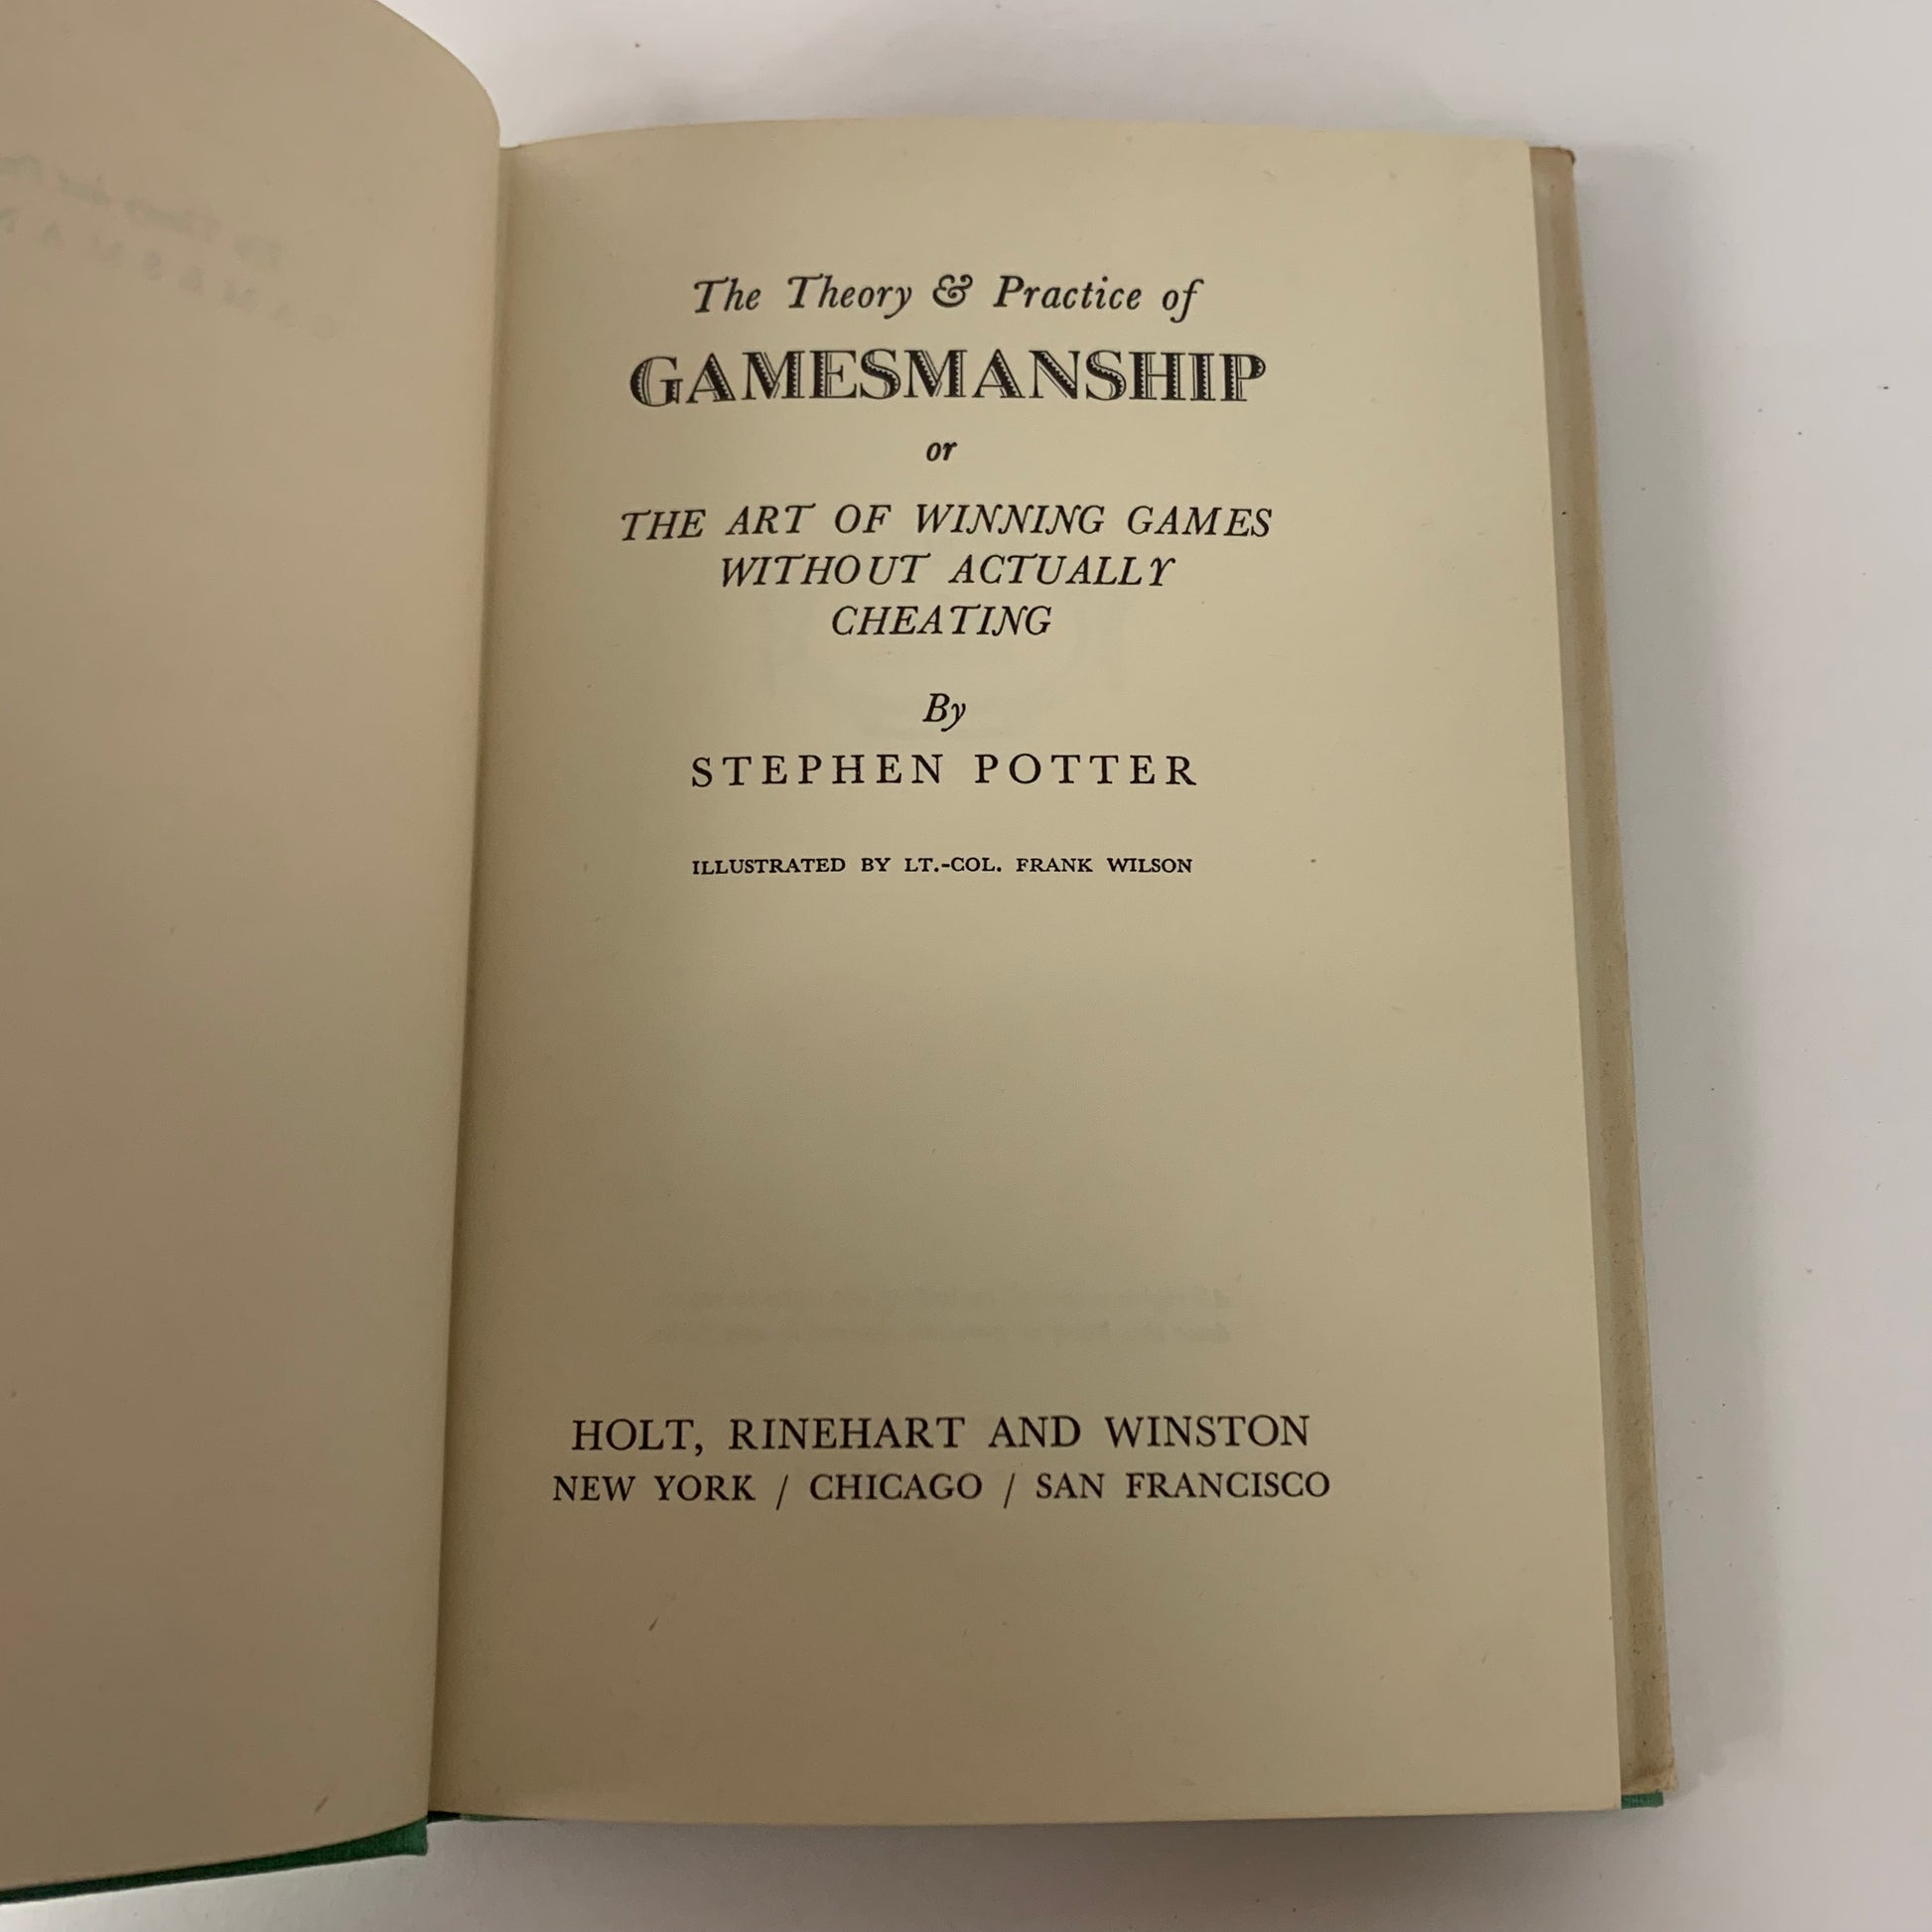 The Theory & Practice of
GAMESMANSHIP
or
THE ART OF WINNING GAMES
WITHOUT ACTUALLY
CHEATING
By
STEPHEN POTTER
ILLUSTRATED BY LT.-COL. FRANK WILSON
HOLT, RINEHART AND WINSTON
NEW YORK / CHICAGO / SAN FRANCISCO